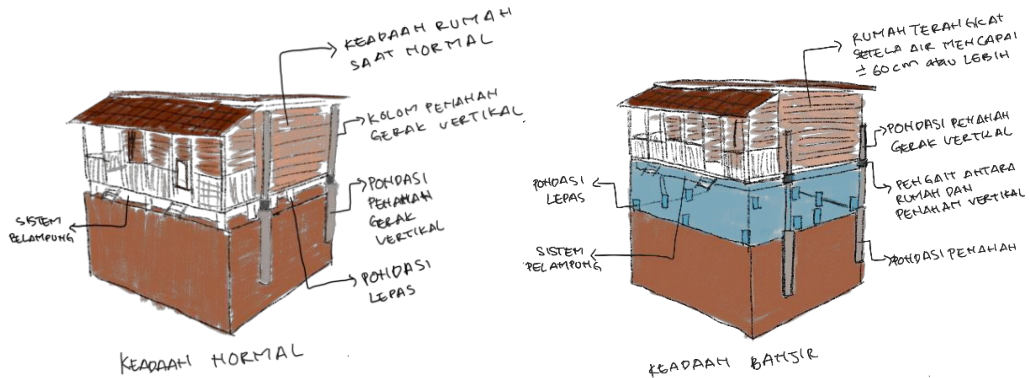 KEADAAN RUMAH
SAAT NORMAL
KOLOM PENAHAN
GERAK VERTIKAL
PONDASI
PENAHAN
GERAK
VERTIKAL
PONDASI
LEPAS
SISTEM
PELAMPUNG
KEADAAN NORMAL
RUMAH TERANGKAT
SETELA AIR MENCAPAI
± 60 cm atau LEBIH
PONDASI PENAHAN
GERAK VERTIKAL
PENGAIT ANTARA
RUMAH DAN
PENAHAN VERTIKAL
PONDASI PENAHAN
PONDASI
LEPAS
SISTEM
PELAMPUNG
KEADAAN BANJIR